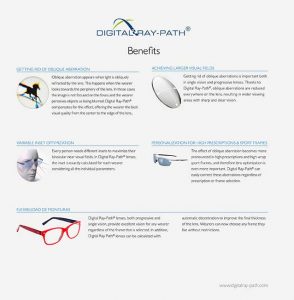 DIGITAL RAY-PATH®
Benefits
GETTING RID OF OBLIQUE ABERRATION
Oblique aberration appears when light is obliquely
refracted by the lens. This happens when the wearer
looks towards the periphery of the lens. In these cases
the image is not focused for the lines and the wearer
perceives objects as being blurred. Digital Ray-Path®
compensates for this effect, offering the wearer the best
visual quality from the center to the edge of the lens.
ACHIEVING LARGER VISUAL FIELDS
Getting rid of oblique aberrations is important both
in single vision and progressive lenses. Thanks to
Digital Ray-Path®, oblique aberrations are reduced
everywhere on the lens, resulting in wider viewing
areas with sharp and clear vision.
VARIABLE INSET OPTIMIZATION
Every person needs different insets to maximize their
binocular near visual fields. In Digital Ray-Path® lenses,
the inset is exactly calculated for each wearer
considering all the individual parameters.
PERSONALIZATION FOR HIGH PRESCRIPTIONS & SPORT FRAMES
The effect of oblique aberration becomes more
pronounced in high prescriptions and high wrap
sport frames, and therefore lens optimization is
even more important. Digital Ray-Path® can
easily correct these aberrations regardless of
prescription or frame selection.
FLEXIBILIDAD DE MONTURAS
Digital Ray-Path® lenses, both progressive and
single vision, provide excellent vision for any wearer
regardless of the frame that is selected. In addition,
Digital Ray-Path® lenses can be calculated with
automatic decentration to improve the final thickness
of the lens. Wearers can now choose any frame they
like without restrictions.
www.digitalray-path.com